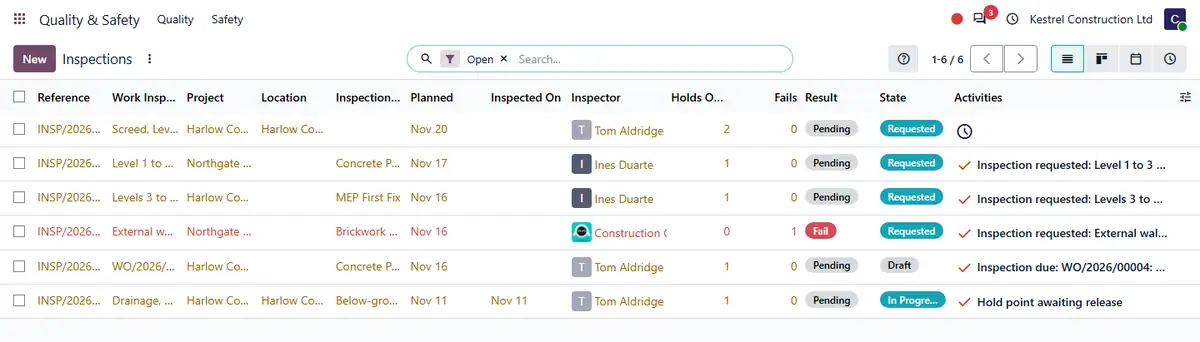 Quality & Safety Quality Safety 3 Kestrel Construction Ltd C
New Inspections Open × Search... 1-6 / 6
Reference Work Insp... Project Location Inspection... Planned Inspected On Inspector Holds O... Fails Result State Activities
INSP/2026... Screed, Lev... Harlow Co... Harlow Co... Nov 20 T Tom Aldridge 2 0 Pending Requested
INSP/2026... Level 1 to ... Northgate ... Concrete P... Nov 17 I Ines Duarte 1 0 Pending Requested Inspection requested: Level 1 to 3 ...
INSP/2026... Levels 3 to ... Harlow Co... MEP First Fix Nov 16 I Ines Duarte 1 0 Pending Requested Inspection requested: Levels 3 to ...
INSP/2026... External w... Northgate ... Brickwork ... Nov 16 Construction 0 1 Fail Requested Inspection requested: External wal...
INSP/2026... WO/2026/... Harlow Co... Concrete P... Nov 16 T Tom Aldridge 1 0 Pending Draft Inspection due: WO/2026/00004: ...
INSP/2026... Drainage, ... Harlow Co... Harlow Co... Below-gro... Nov 11 Nov 11 T Tom Aldridge 1 0 Pending In Progre... Hold point awaiting release